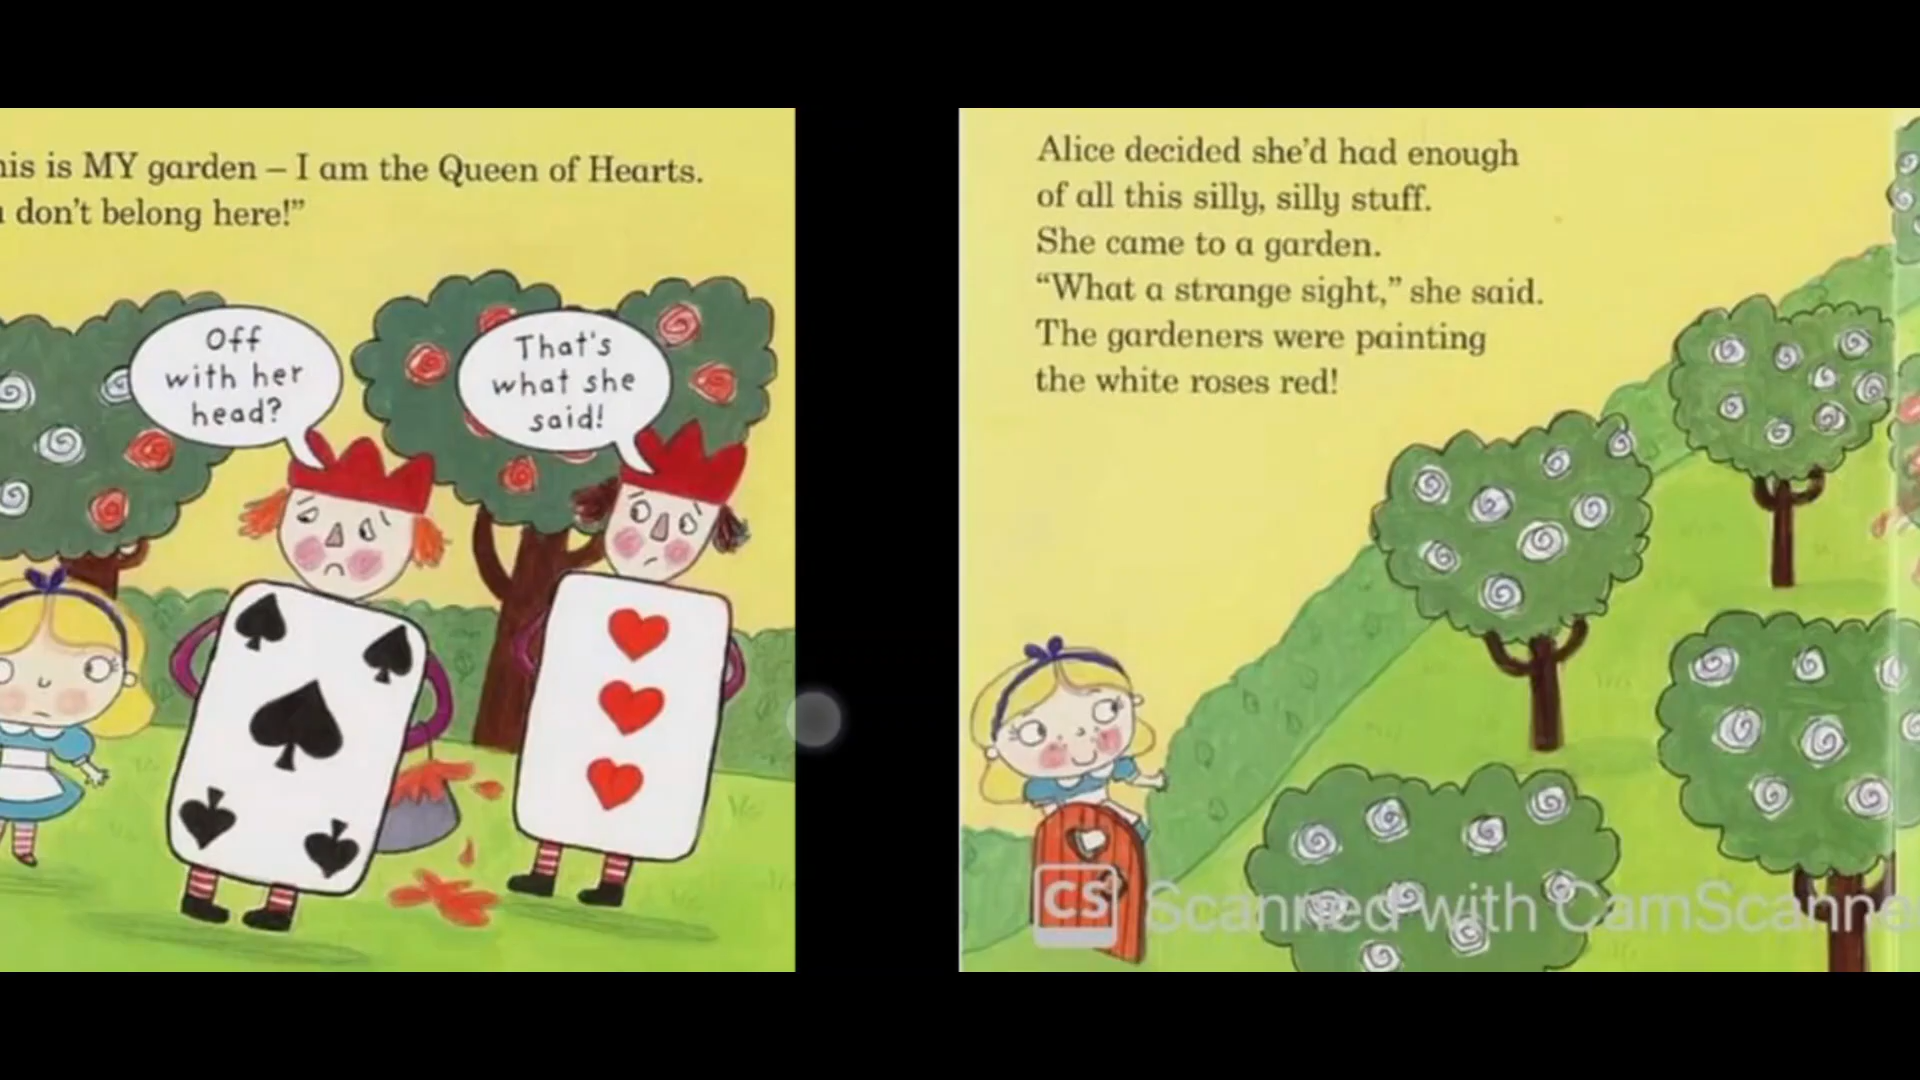 his is MY garden – I am the Queen of Hearts.
don't belong here!"
Off
with her
head?
That's
what she
said!
Alice decided she'd had enough
of all this silly, silly stuff.
She came to a garden.
"What a strange sight," she said.
The gardeners were painting
the white roses red!
CS Scanned with CamScanne